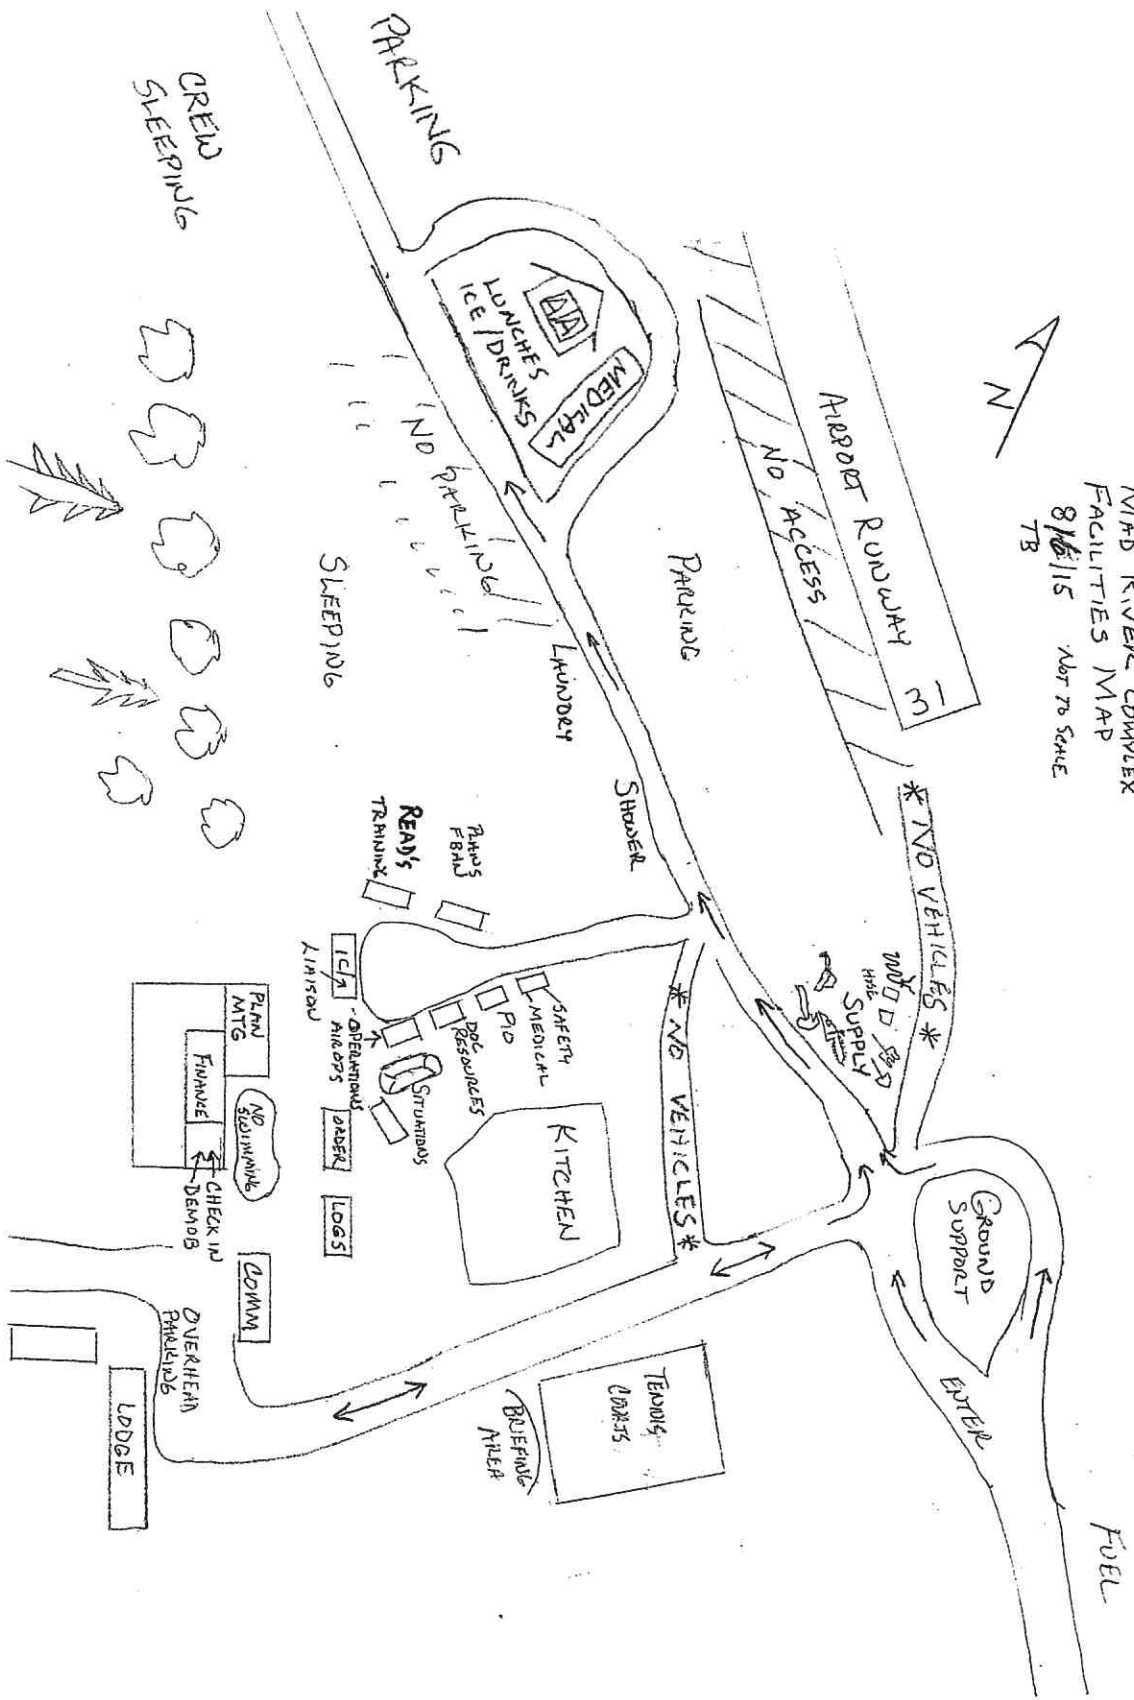 MAD RIVER COMPLEX
FACILITIES MAP
8/16/15 NOT TO SCALE
TB
N
AIRPORT RUNWAY
31
NO ACCESS
* NO VEHICLES *
PARKING
PARKING
LUNCHES
ICE/DRINKS
MEDICAL
NO PARKING
CREW
SLEEPING
SLEEPING
LAUNDRY
SHOWER
SUPPLY
GROUND
SUPPORT
ENTER
FUEL
* NO VEHICLES *
PLANS
FBAN
READ'S
TRAINING
IC/
LIAISON
OPERATIONS
AIROPS
SAFETY
MEDICAL
PIO
DOC
RESOURCES
SITUATIONS
KITCHEN
ORDER
LOGS
PLAN
MTG
FINANCE
NO
SWIMMING
CHECK IN
DEMOB
COMM
OVERHEAD
PARKING
LODGE
TENNIS
COURTS
BRIEFING
AREA